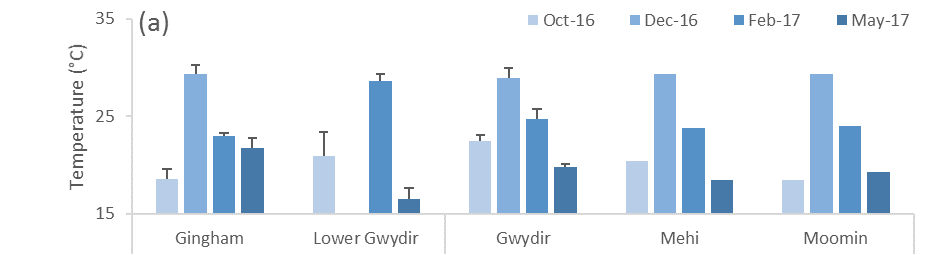 35
(a)
Oct-16 Dec-16 Feb-17 May-17
Temperature (°C)
25
15
Gingham Lower Gwydir Gwydir Mehi Moomin